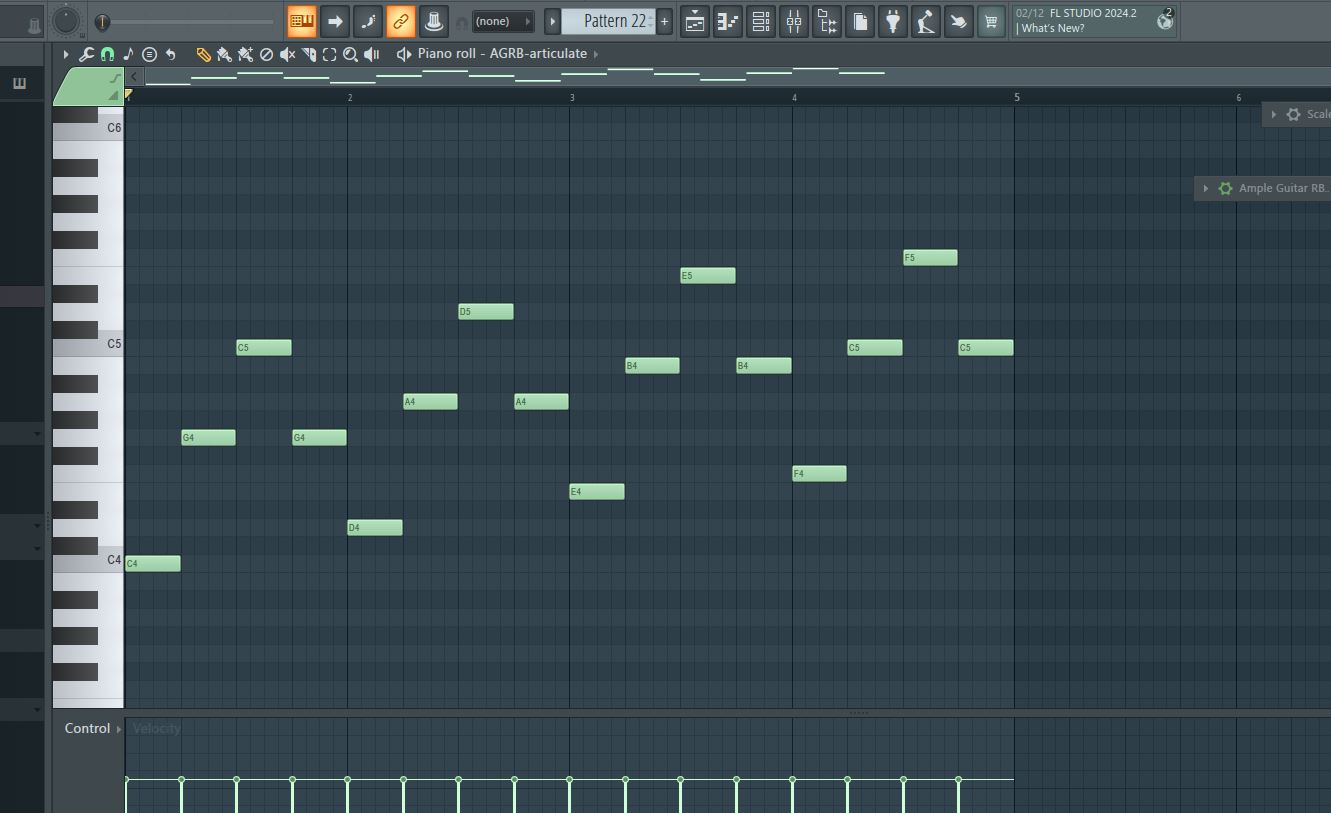 (none)
Pattern 22
+
02/12 FL STUDIO 2024.2
| What's New?
2
Piano roll - AGRB-articulate
1
2
3
4
5
6
Scale
Ample Guitar RB..
C6
C5
C4
F5
E5
D5
C5
C5
C5
B4
B4
A4
A4
G4
G4
F4
E4
D4
C4
Control
Velocity